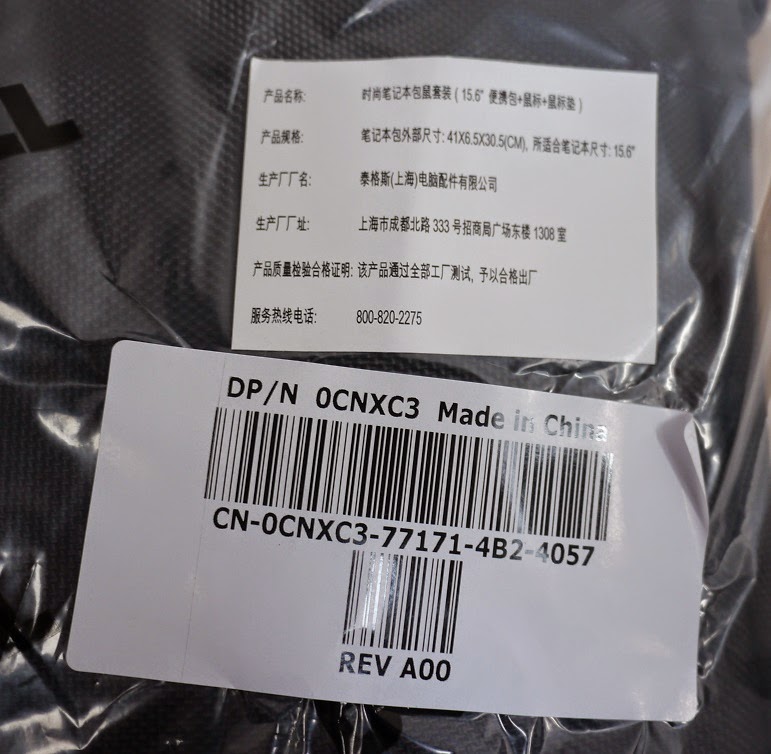 产品名称: 时尚笔记本包鼠套装 ( 15.6" 便携包+鼠标+鼠标垫 )
产品规格: 笔记本包外部尺寸: 41X6.5X30.5(CM), 所适合笔记本尺寸: 15.6"
生产厂厂名: 泰格斯(上海)电脑配件有限公司
生产厂厂址: 上海市成都北路 333 号招商局广场东楼 1308 室
产品质量检验合格证明: 该产品通过全部工厂测试, 予以合格出厂
服务热线电话: 800-820-2275
DP/N 0CNXC3 Made in China
CN-0CNXC3-77171-4B2-4057
REV A00